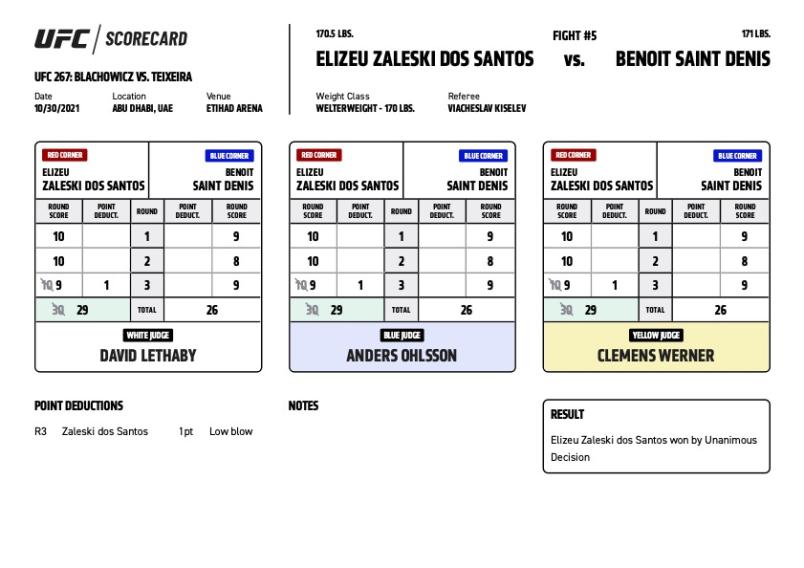 UFC / SCORECARD
UFC 267: BLACHOWICZ VS. TEIXEIRA
Date Location Venue
10/30/2021 ABU DHABI, UAE ETIHAD ARENA
170.5 LBS. FIGHT #5 171 LBS.
ELIZEU ZALESKI DOS SANTOS vs. BENOIT SAINT DENIS
Weight Class Referee
WELTERWEIGHT - 170 LBS. VIACHESLAV KISELEV
RED CORNER BLUE CORNER
ELIZEU BENOIT
ZALESKI DOS SANTOS SAINT DENIS
ROUND SCORE POINT DEDUCT. ROUND POINT DEDUCT. ROUND SCORE
10 1 9
10 2 8
10 9 1 3 9
30 29 TOTAL 26
WHITE JUDGE
DAVID LETHABY
RED CORNER BLUE CORNER
ELIZEU BENOIT
ZALESKI DOS SANTOS SAINT DENIS
ROUND SCORE POINT DEDUCT. ROUND POINT DEDUCT. ROUND SCORE
10 1 9
10 2 8
10 9 1 3 9
30 29 TOTAL 26
BLUE JUDGE
ANDERS OHLSSON
RED CORNER BLUE CORNER
ELIZEU BENOIT
ZALESKI DOS SANTOS SAINT DENIS
ROUND SCORE POINT DEDUCT. ROUND POINT DEDUCT. ROUND SCORE
10 1 9
10 2 8
10 9 1 3 9
30 29 TOTAL 26
YELLOW JUDGE
CLEMENS WERNER
POINT DEDUCTIONS
R3 Zaleski dos Santos 1pt Low blow
NOTES
RESULT
Elizeu Zaleski dos Santos won by Unanimous
Decision